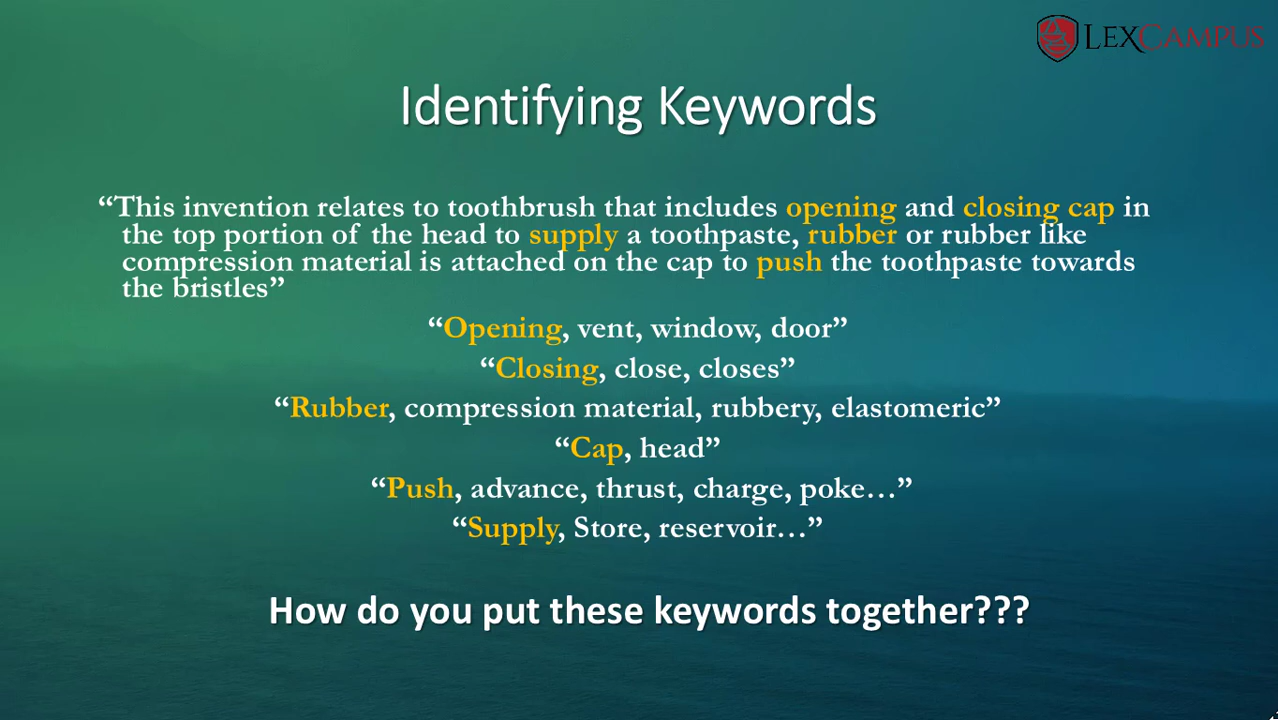 LEXCAMPUS
Identifying Keywords
“This invention relates to toothbrush that includes opening and closing cap in
the top portion of the head to supply a toothpaste, rubber or rubber like
compression material is attached on the cap to push the toothpaste towards
the bristles”
“Opening, vent, window, door”
“Closing, close, closes”
“Rubber, compression material, rubbery, elastomeric”
“Cap, head”
“Push, advance, thrust, charge, poke…”
“Supply, Store, reservoir…”
How do you put these keywords together???